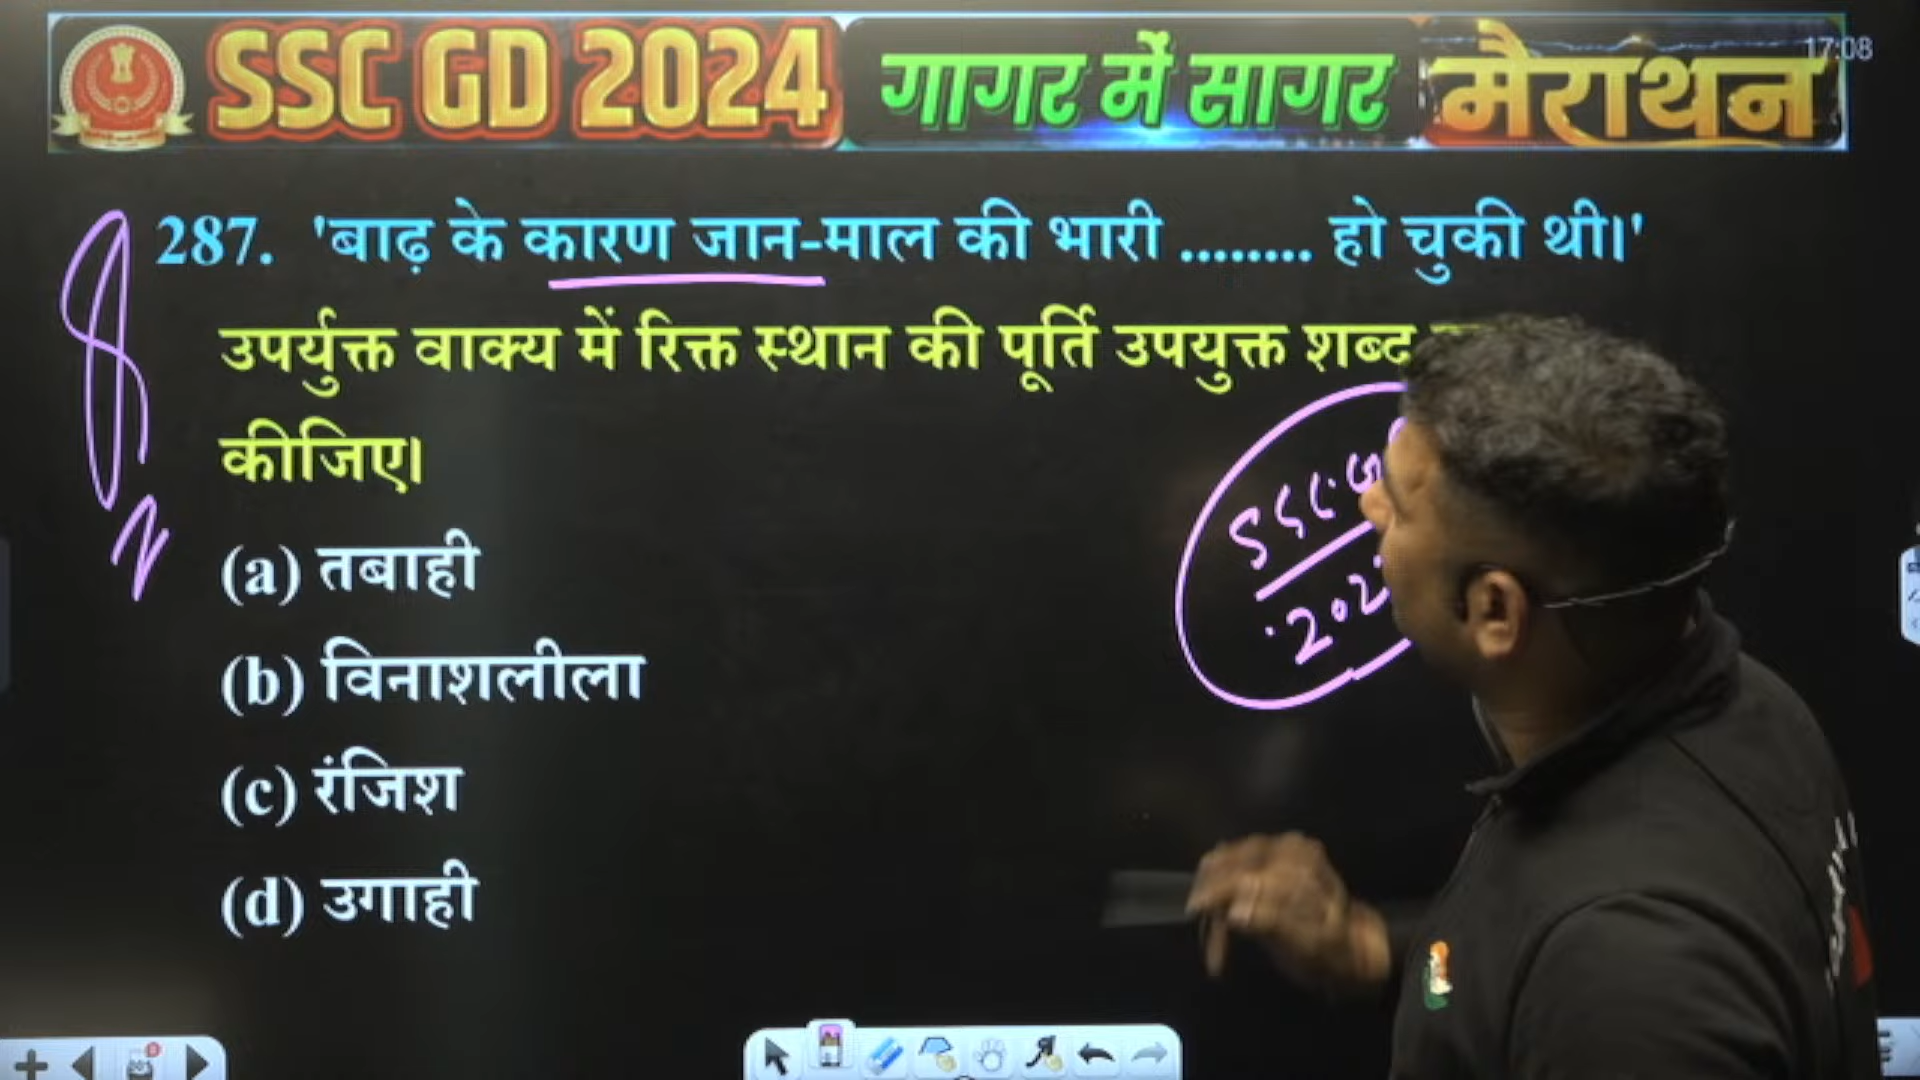 SSC GD 2024 गागर में सागर मैराथन
17:08
287. 'बाढ़ के कारण जान-माल की भारी ........ हो चुकी थी।'
उपर्युक्त वाक्य में रिक्त स्थान की पूर्ति उपयुक्त शब्द
कीजिए।
(a) तबाही
(b) विनाशलीला
(c) रंजिश
(d) उगाही